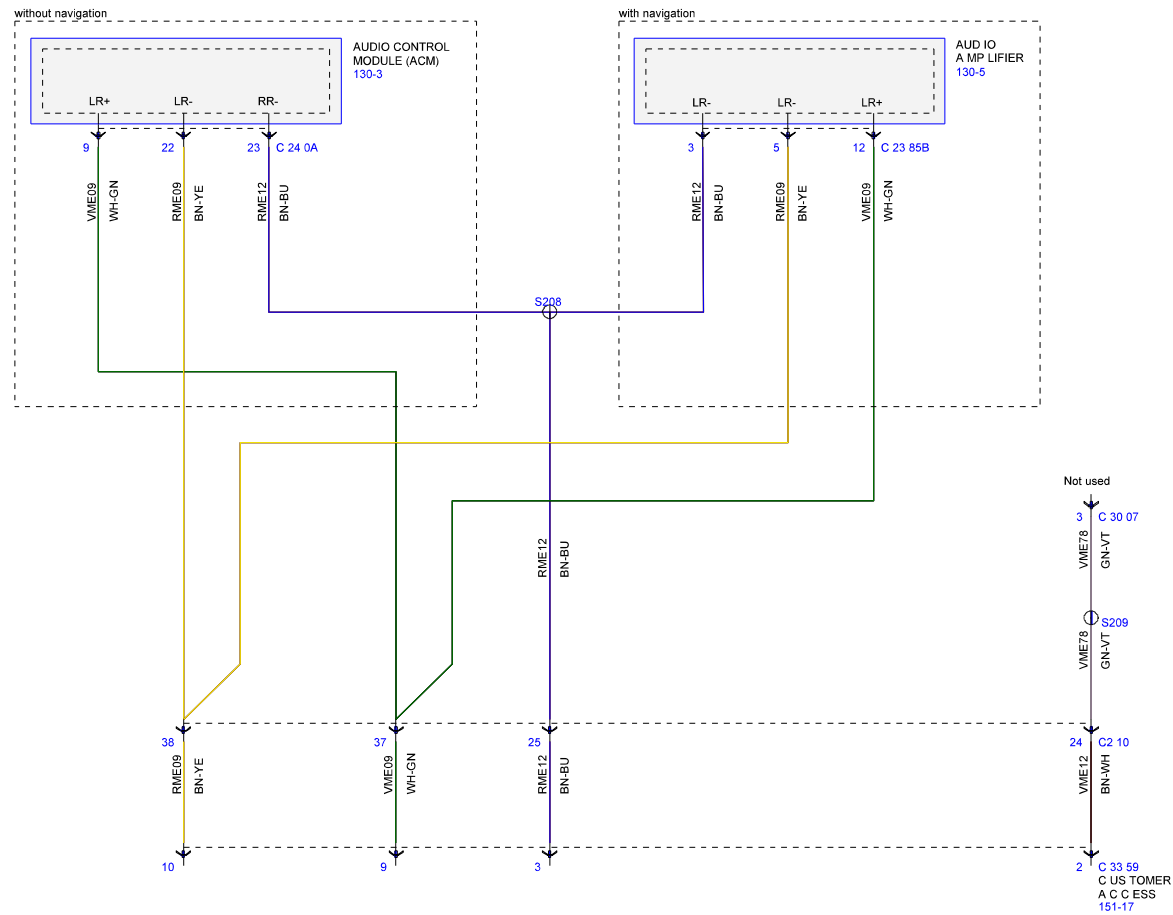 without navigation
with navigation
AUDIO CONTROL
MODULE (ACM)
130-3
AUD IO
A MP LIFIER
130-5
LR+ LR- RR-
LR- LR- LR+
9 22 23 C 24 0A
3 5 12 C 23 85B
VME09 WH-GN RME09 BN-YE RME12 BN-BU
RME12 BN-BU RME09 BN-YE VME09 WH-GN
S208
Not used
3 C 30 07
VME78 GN-VT
RME12 BN-BU
S209
VME78 GN-VT
38 37 25 24 C2 10
RME09 BN-YE VME09 WH-GN RME12 BN-BU VME12 BN-WH
10 9 3 2 C 33 59
C US TOMER
A C C ESS
151-17